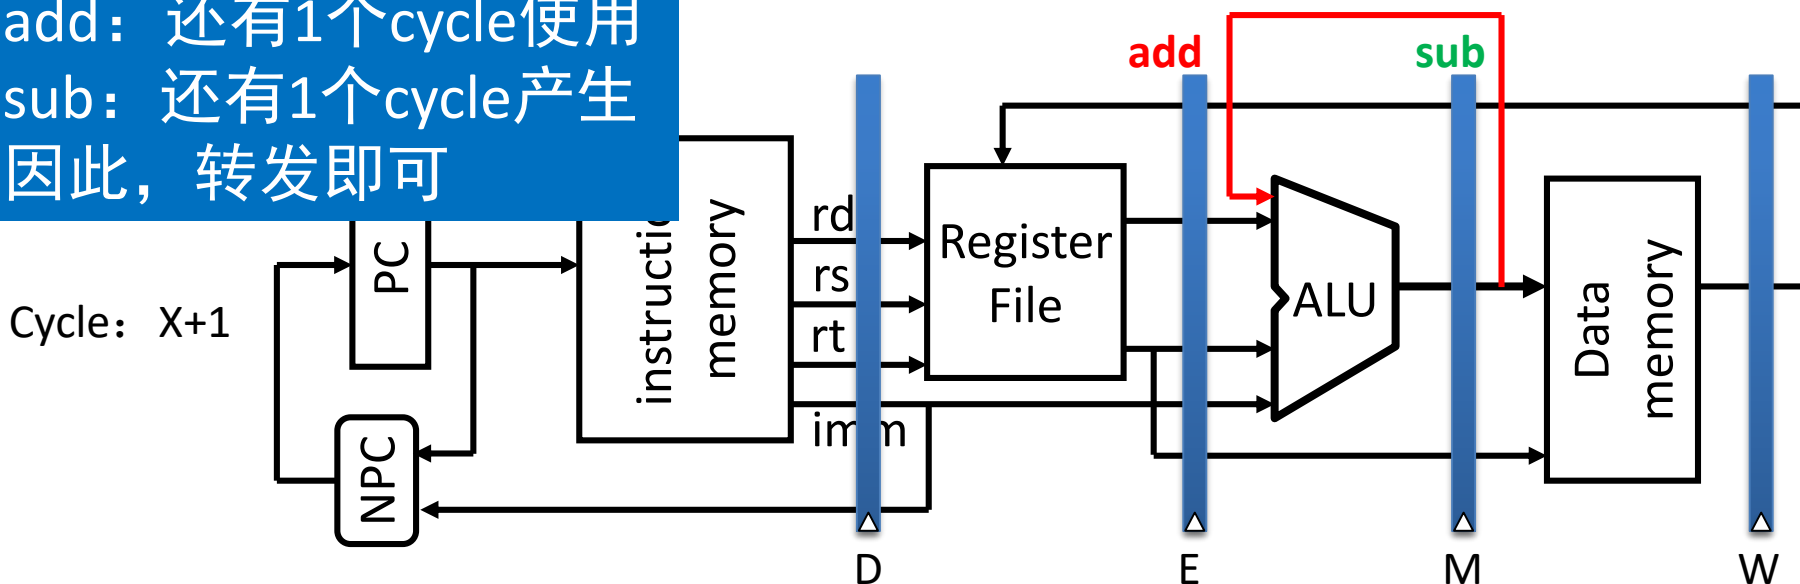 add：还有1个cycle使用
sub：还有1个cycle产生
因此，转发即可
add
sub
PC
memory
rd
rs
rt
imm
Register
File
ALU
Data
memory
Cycle：X+1
NPC
D
E
M
W